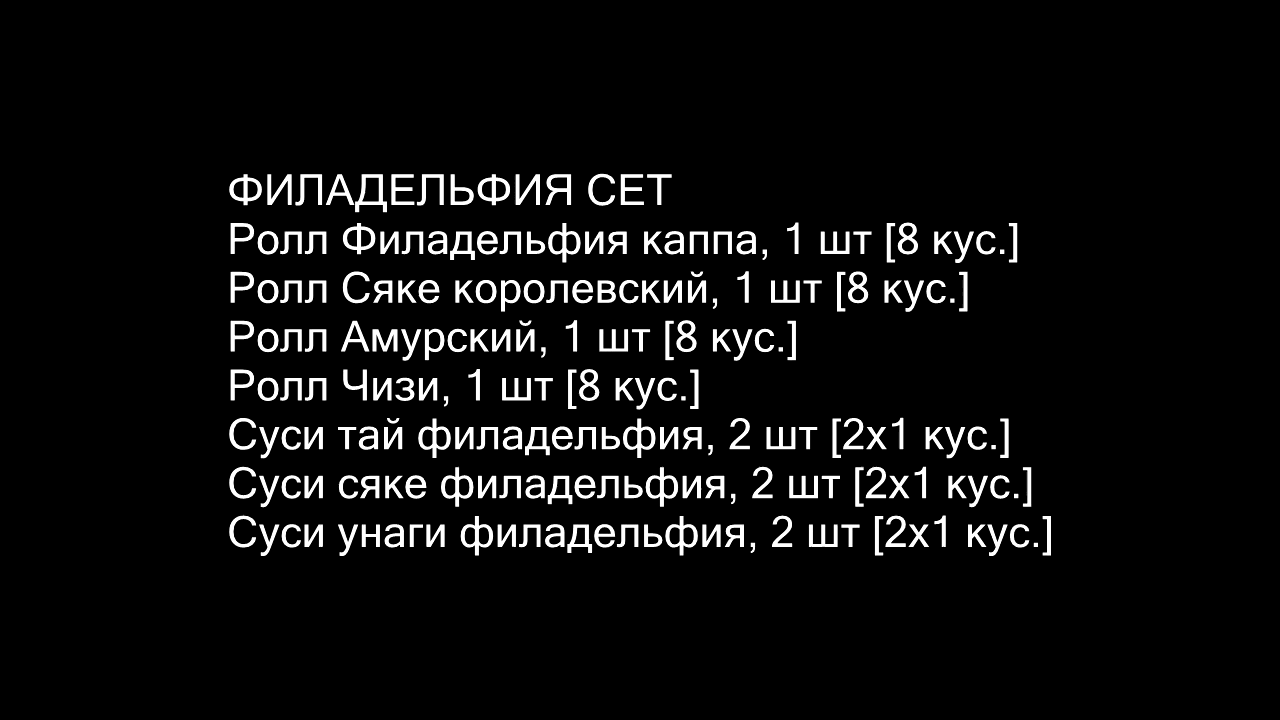 ФИЛАДЕЛЬФИЯ СЕТ
Ролл Филадельфия каппа, 1 шт [8 кус.]
Ролл Сяке королевский, 1 шт [8 кус.]
Ролл Амурский, 1 шт [8 кус.]
Ролл Чизи, 1 шт [8 кус.]
Суси тай филадельфия, 2 шт [2х1 кус.]
Суси сяке филадельфия, 2 шт [2х1 кус.]
Суси унаги филадельфия, 2 шт [2х1 кус.]